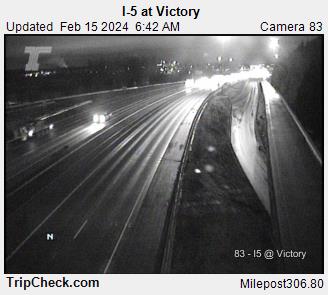 I-5 at Victory
Updated Feb 15 2024 6:42 AM Camera 83
N
83 - I5 @ Victory
TripCheck.com Milepost306.80